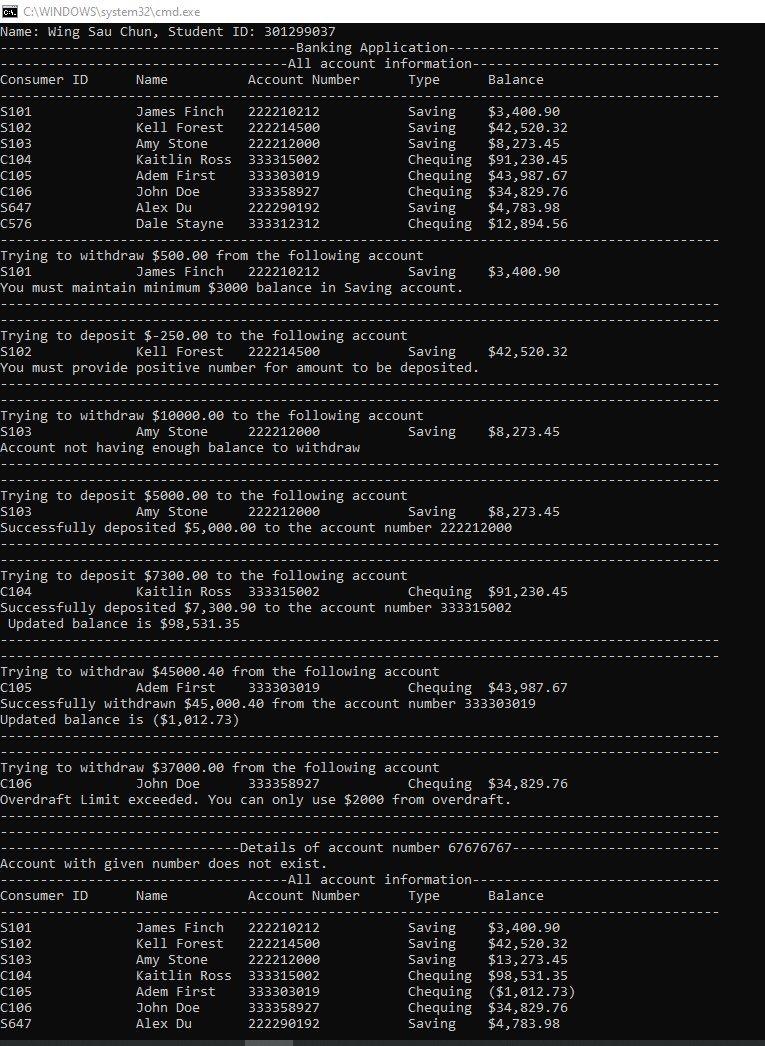 C:\WINDOWS\system32\cmd.exe
Name: Wing Sau Chun, Student ID: 301299037
-------------------------------------Banking Application----------------------------------
------------------------------------All account information-------------------------------
Consumer ID      Name          Account Number      Type      Balance
------------------------------------------------------------------------------------------
S101             James Finch   222210212           Saving    $3,400.90
S102             Kell Forest   222214500           Saving    $42,520.32
S103             Amy Stone     222212000           Saving    $8,273.45
C104             Kaitlin Ross  333315002           Chequing  $91,230.45
C105             Adem First    333303019           Chequing  $43,987.67
C106             John Doe      333358927           Chequing  $34,829.76
S647             Alex Du       222290192           Saving    $4,783.98
C576             Dale Stayne   333312312           Chequing  $12,894.56
------------------------------------------------------------------------------------------
Trying to withdraw $500.00 from the following account
S101             James Finch   222210212           Saving    $3,400.90
You must maintain minimum $3000 balance in Saving account.
------------------------------------------------------------------------------------------
------------------------------------------------------------------------------------------
Trying to deposit $-250.00 to the following account
S102             Kell Forest   222214500           Saving    $42,520.32
You must provide positive number for amount to be deposited.
------------------------------------------------------------------------------------------
------------------------------------------------------------------------------------------
Trying to withdraw $10000.00 to the following account
S103             Amy Stone     222212000           Saving    $8,273.45
Account not having enough balance to withdraw
------------------------------------------------------------------------------------------
------------------------------------------------------------------------------------------
Trying to deposit $5000.00 to the following account
S103             Amy Stone     222212000           Saving    $8,273.45
Successfully deposited $5,000.00 to the account number 222212000
------------------------------------------------------------------------------------------
------------------------------------------------------------------------------------------
Trying to deposit $7300.00 to the following account
C104             Kaitlin Ross  333315002           Chequing  $91,230.45
Successfully deposited $7,300.90 to the account number 333315002
 Updated balance is $98,531.35
------------------------------------------------------------------------------------------
------------------------------------------------------------------------------------------
Trying to withdraw $45000.40 from the following account
C105             Adem First    333303019           Chequing  $43,987.67
Successfully withdrawn $45,000.40 from the account number 333303019
Updated balance is ($1,012.73)
------------------------------------------------------------------------------------------
------------------------------------------------------------------------------------------
Trying to withdraw $37000.00 from the following account
C106             John Doe      333358927           Chequing  $34,829.76
Overdraft Limit exceeded. You can only use $2000 from overdraft.
------------------------------------------------------------------------------------------
------------------------------------------------------------------------------------------
------------------------------Details of account number 67676767--------------------------
Account with given number does not exist.
------------------------------------All account information-------------------------------
Consumer ID      Name          Account Number      Type      Balance
------------------------------------------------------------------------------------------
S101             James Finch   222210212           Saving    $3,400.90
S102             Kell Forest   222214500           Saving    $42,520.32
S103             Amy Stone     222212000           Saving    $13,273.45
C104             Kaitlin Ross  333315002           Chequing  $98,531.35
C105             Adem First    333303019           Chequing  ($1,012.73)
C106             John Doe      333358927           Chequing  $34,829.76
S647             Alex Du       222290192           Saving    $4,783.98